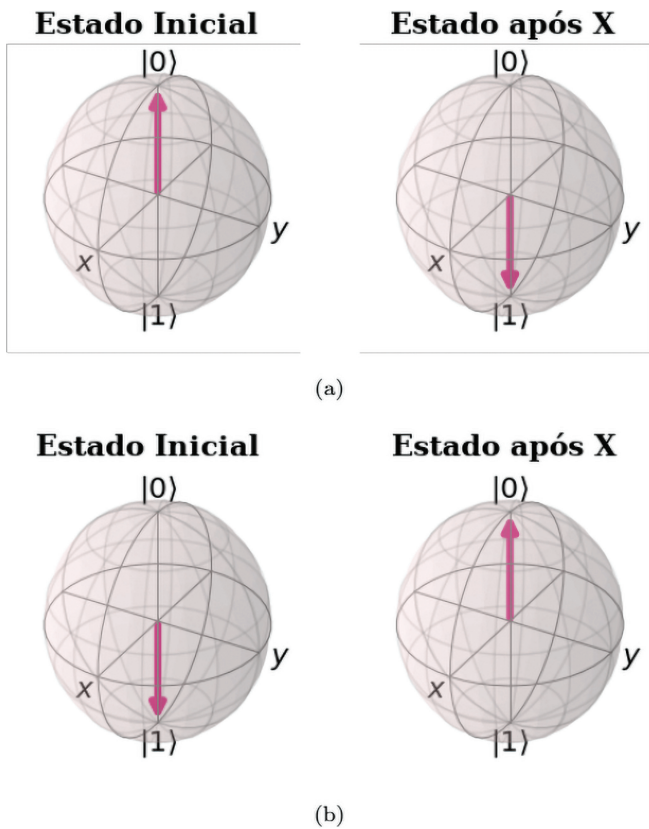 Estado Inicial
Estado após X
|0⟩
|0⟩
y
y
x
x
|1⟩
|1⟩
(a)
Estado Inicial
Estado após X
|0⟩
|0⟩
y
y
x
x
|1⟩
|1⟩
(b)